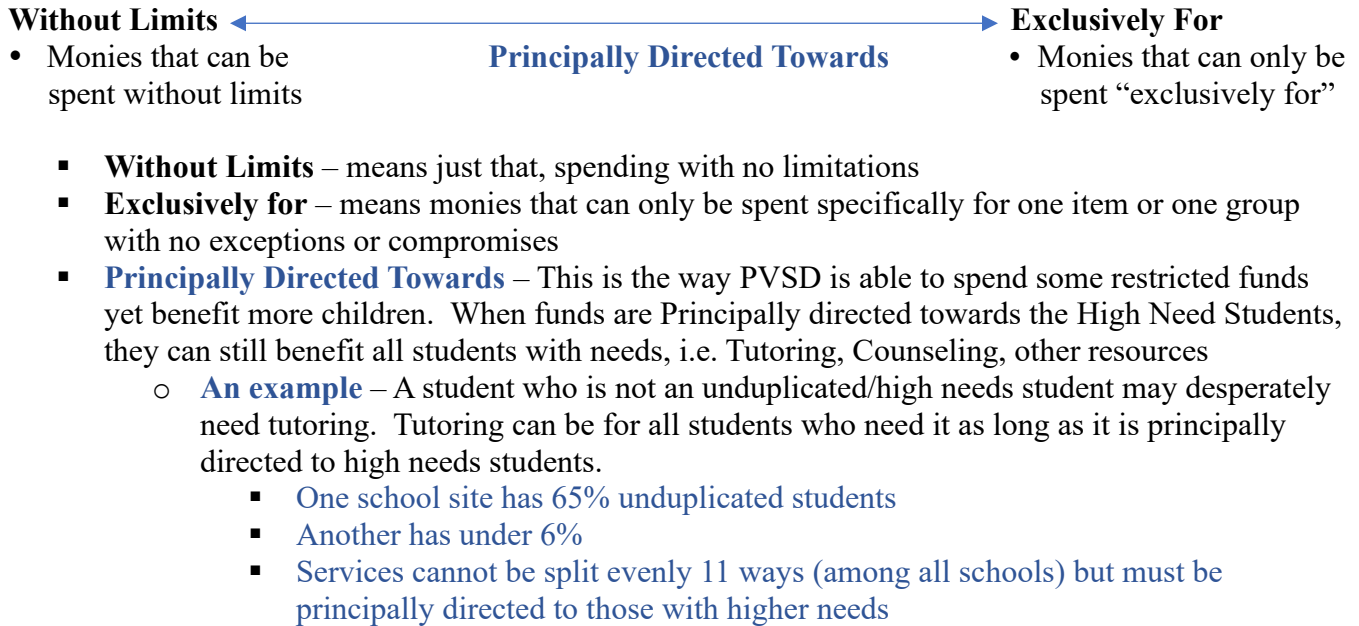 Without Limits Exclusively For
• Monies that can be Principally Directed Towards • Monies that can only be
spent without limits spent “exclusively for”
▪ Without Limits – means just that, spending with no limitations
▪ Exclusively for – means monies that can only be spent specifically for one item or one group
with no exceptions or compromises
▪ Principally Directed Towards – This is the way PVSD is able to spend some restricted funds
yet benefit more children.  When funds are Principally directed towards the High Need Students,
they can still benefit all students with needs, i.e. Tutoring, Counseling, other resources
o An example – A student who is not an unduplicated/high needs student may desperately
need tutoring.  Tutoring can be for all students who need it as long as it is principally
directed to high needs students.
▪ One school site has 65% unduplicated students
▪ Another has under 6%
▪ Services cannot be split evenly 11 ways (among all schools) but must be
principally directed to those with higher needs